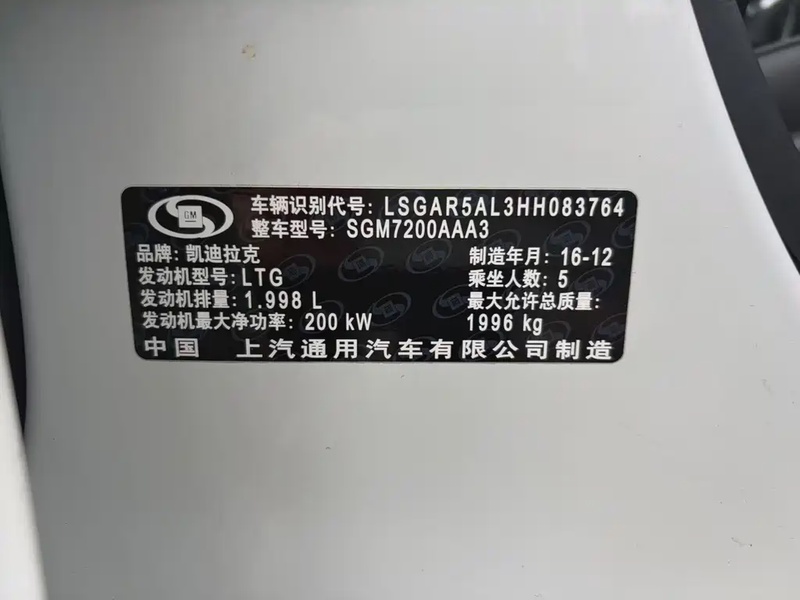 GM
车辆识别代号: LSGAR5AL3HH083764
整车型号: SGM7200AAA3
品牌: 凯迪拉克 制造年月: 16-12
发动机型号: LTG 乘坐人数: 5
发动机排量: 1.998 L 最大允许总质量:
发动机最大净功率: 200 kW 1996 kg
中国 上汽通用汽车有限公司制造